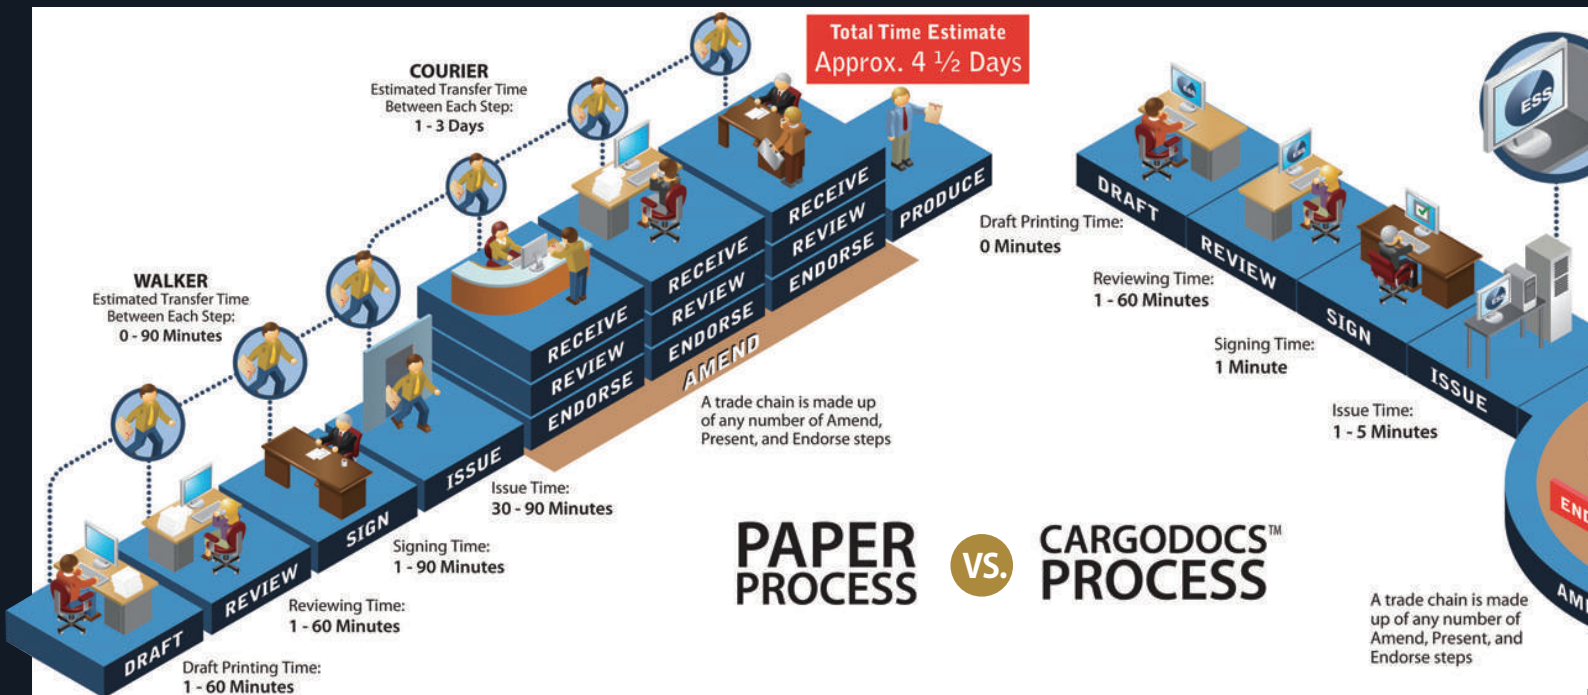 Total Time Estimate
Approx. 4 ½ Days
COURIER
Estimated Transfer Time
Between Each Step:
1 - 3 Days
WALKER
Estimated Transfer Time
Between Each Step:
0 - 90 Minutes
DRAFT
REVIEW
SIGN
ISSUE
RECEIVE
REVIEW
ENDORSE
RECEIVE
REVIEW
ENDORSE
RECEIVE
REVIEW
ENDORSE
PRODUCE
AMEND
A trade chain is made up
of any number of Amend,
Present, and Endorse steps
Issue Time:
30 - 90 Minutes
Signing Time:
1 - 90 Minutes
Reviewing Time:
1 - 60 Minutes
Draft Printing Time:
1 - 60 Minutes
PAPER
PROCESS
VS.
CARGODOCS™
PROCESS
ESS
DRAFT
REVIEW
SIGN
ISSUE
ESS
Draft Printing Time:
0 Minutes
Reviewing Time:
1 - 60 Minutes
Signing Time:
1 Minute
Issue Time:
1 - 5 Minutes
A trade chain is made
up of any number of
Amend, Present, and
Endorse steps